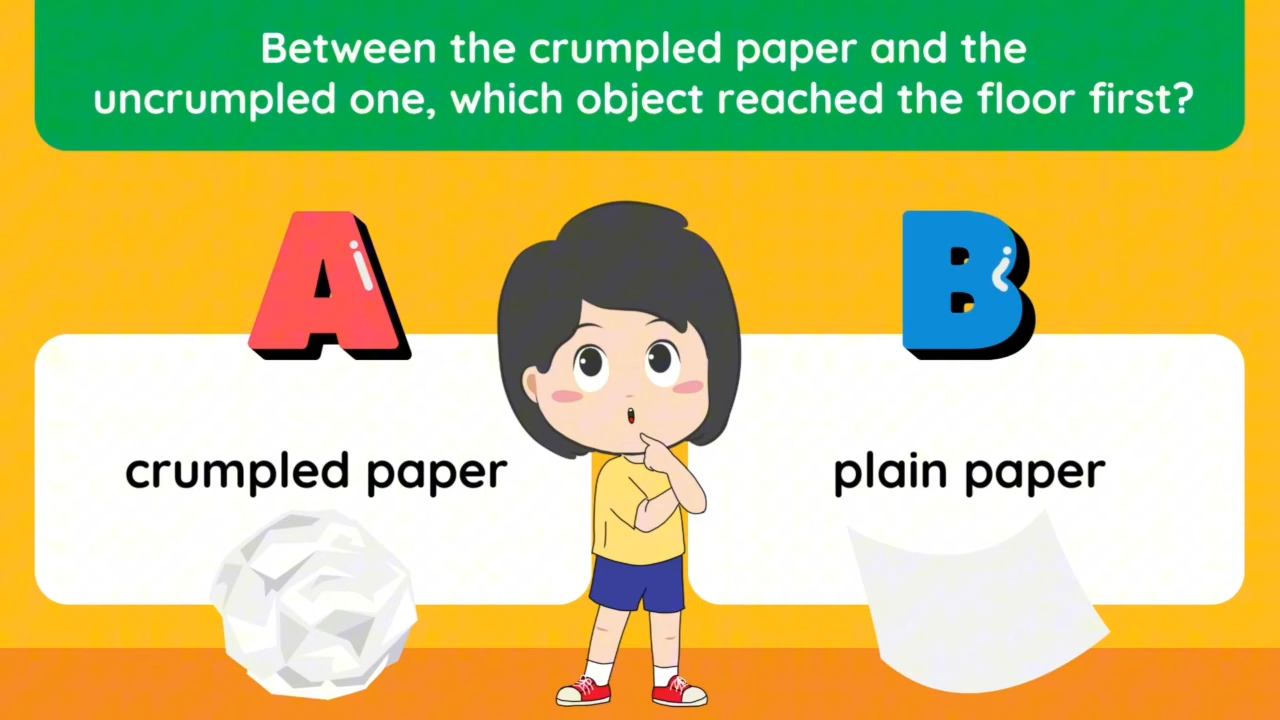 Between the crumpled paper and the
uncrumpled one, which object reached the floor first?
A
B
crumpled paper
plain paper